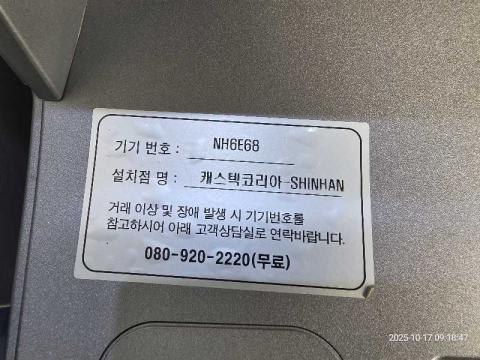 기기 번호 : NH6E68
설치점 명 : 캐스텍코리아-SHINHAN
거래 이상 및 장애 발생 시 기기번호를
참고하시어 아래 고객상담실로 연락바랍니다.
080-920-2220(무료)
2025-10-17 09:18:47